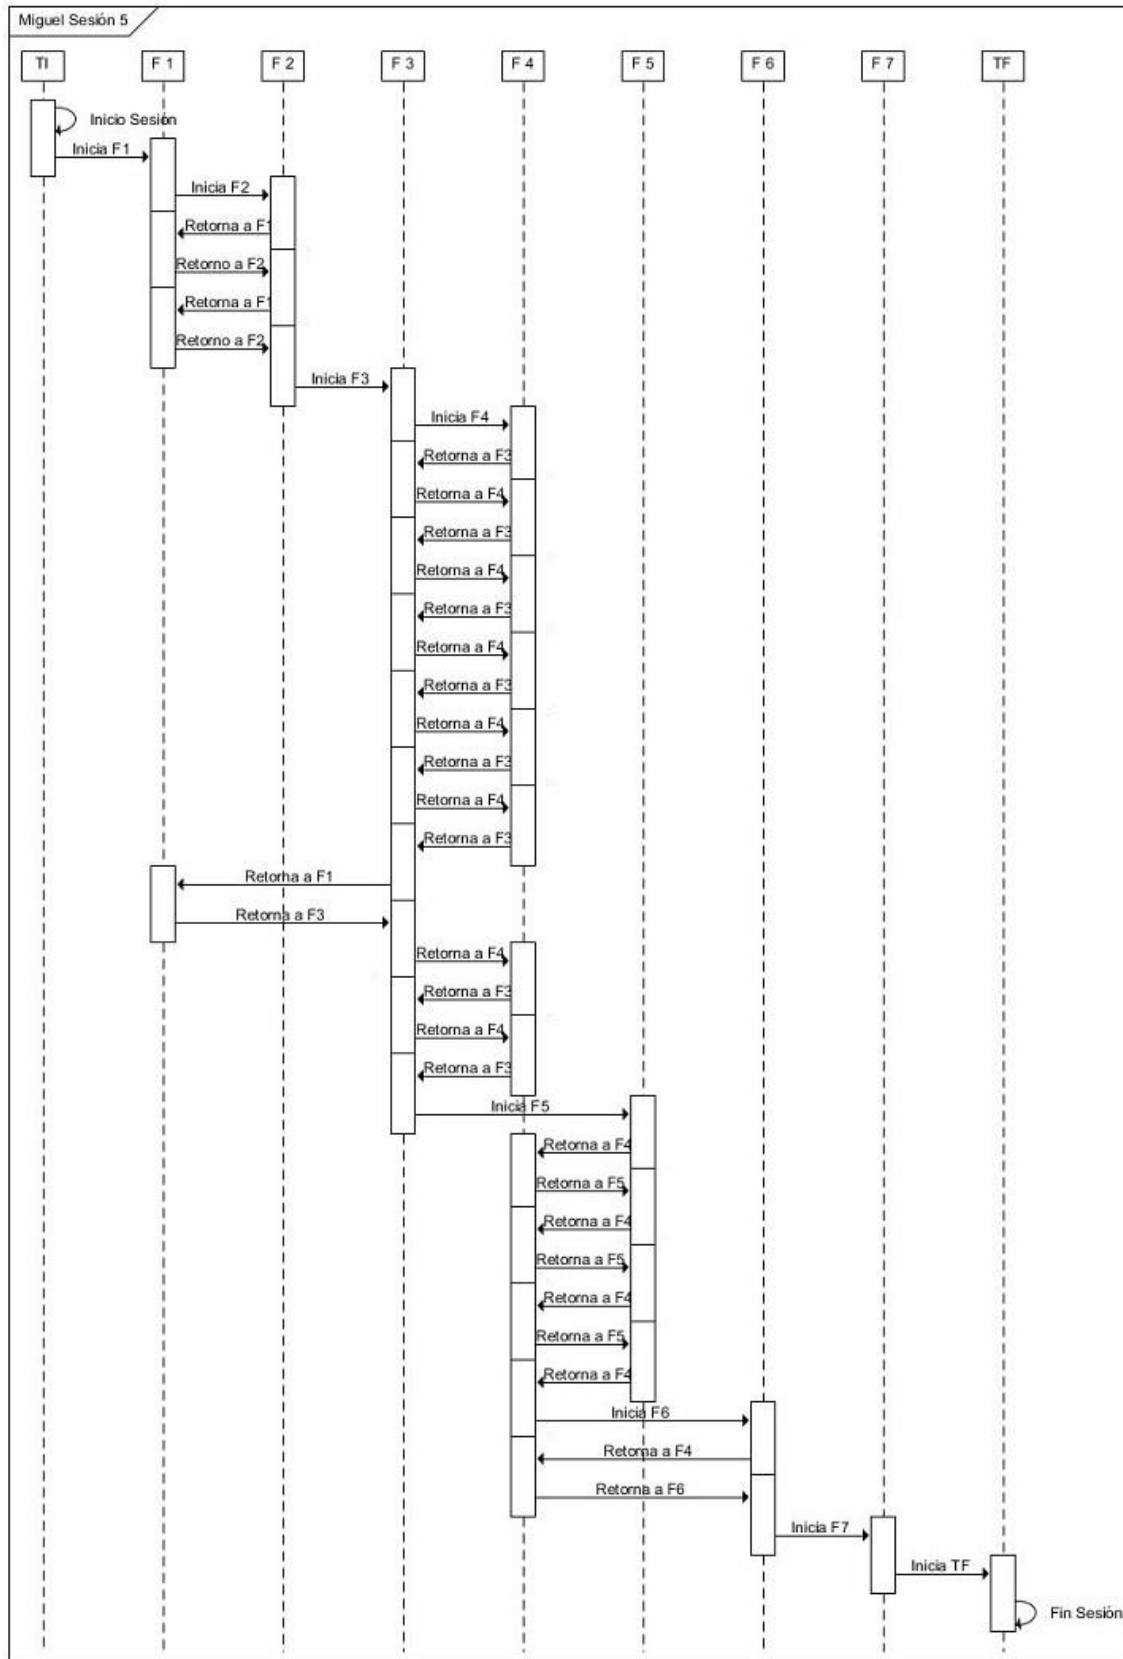 Miguel Sesión 5
TI F 1 F 2 F 3 F 4 F 5 F 6 F 7 TF
Inicio Sesión
Inicia F1
Inicia F2
Retorna a F1
Retorno a F2
Retorna a F1
Retorno a F2
Inicia F3
Inicia F4
Retorna a F3
Retorna a F4
Retorna a F3
Retorna a F4
Retorna a F3
Retorna a F4
Retorna a F3
Retorna a F4
Retorna a F3
Retorna a F4
Retorna a F3
Retorna a F1
Retorna a F3
Retorna a F4
Retorna a F3
Retorna a F4
Retorna a F3
Inicia F5
Retorna a F4
Retorna a F5
Retorna a F4
Retorna a F5
Retorna a F4
Retorna a F5
Retorna a F4
Inicia F6
Retorna a F4
Retorna a F6
Inicia F7
Inicia TF
Fin Sesión